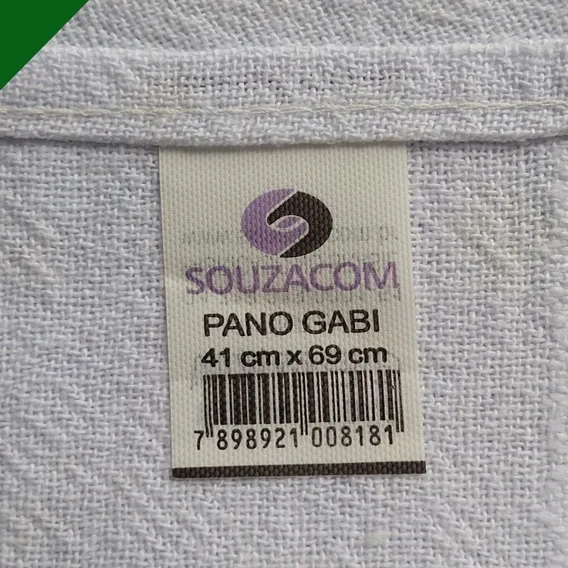 SOUZACOM
PANO GABI
41 cm x 69 cm
7 898921 008181